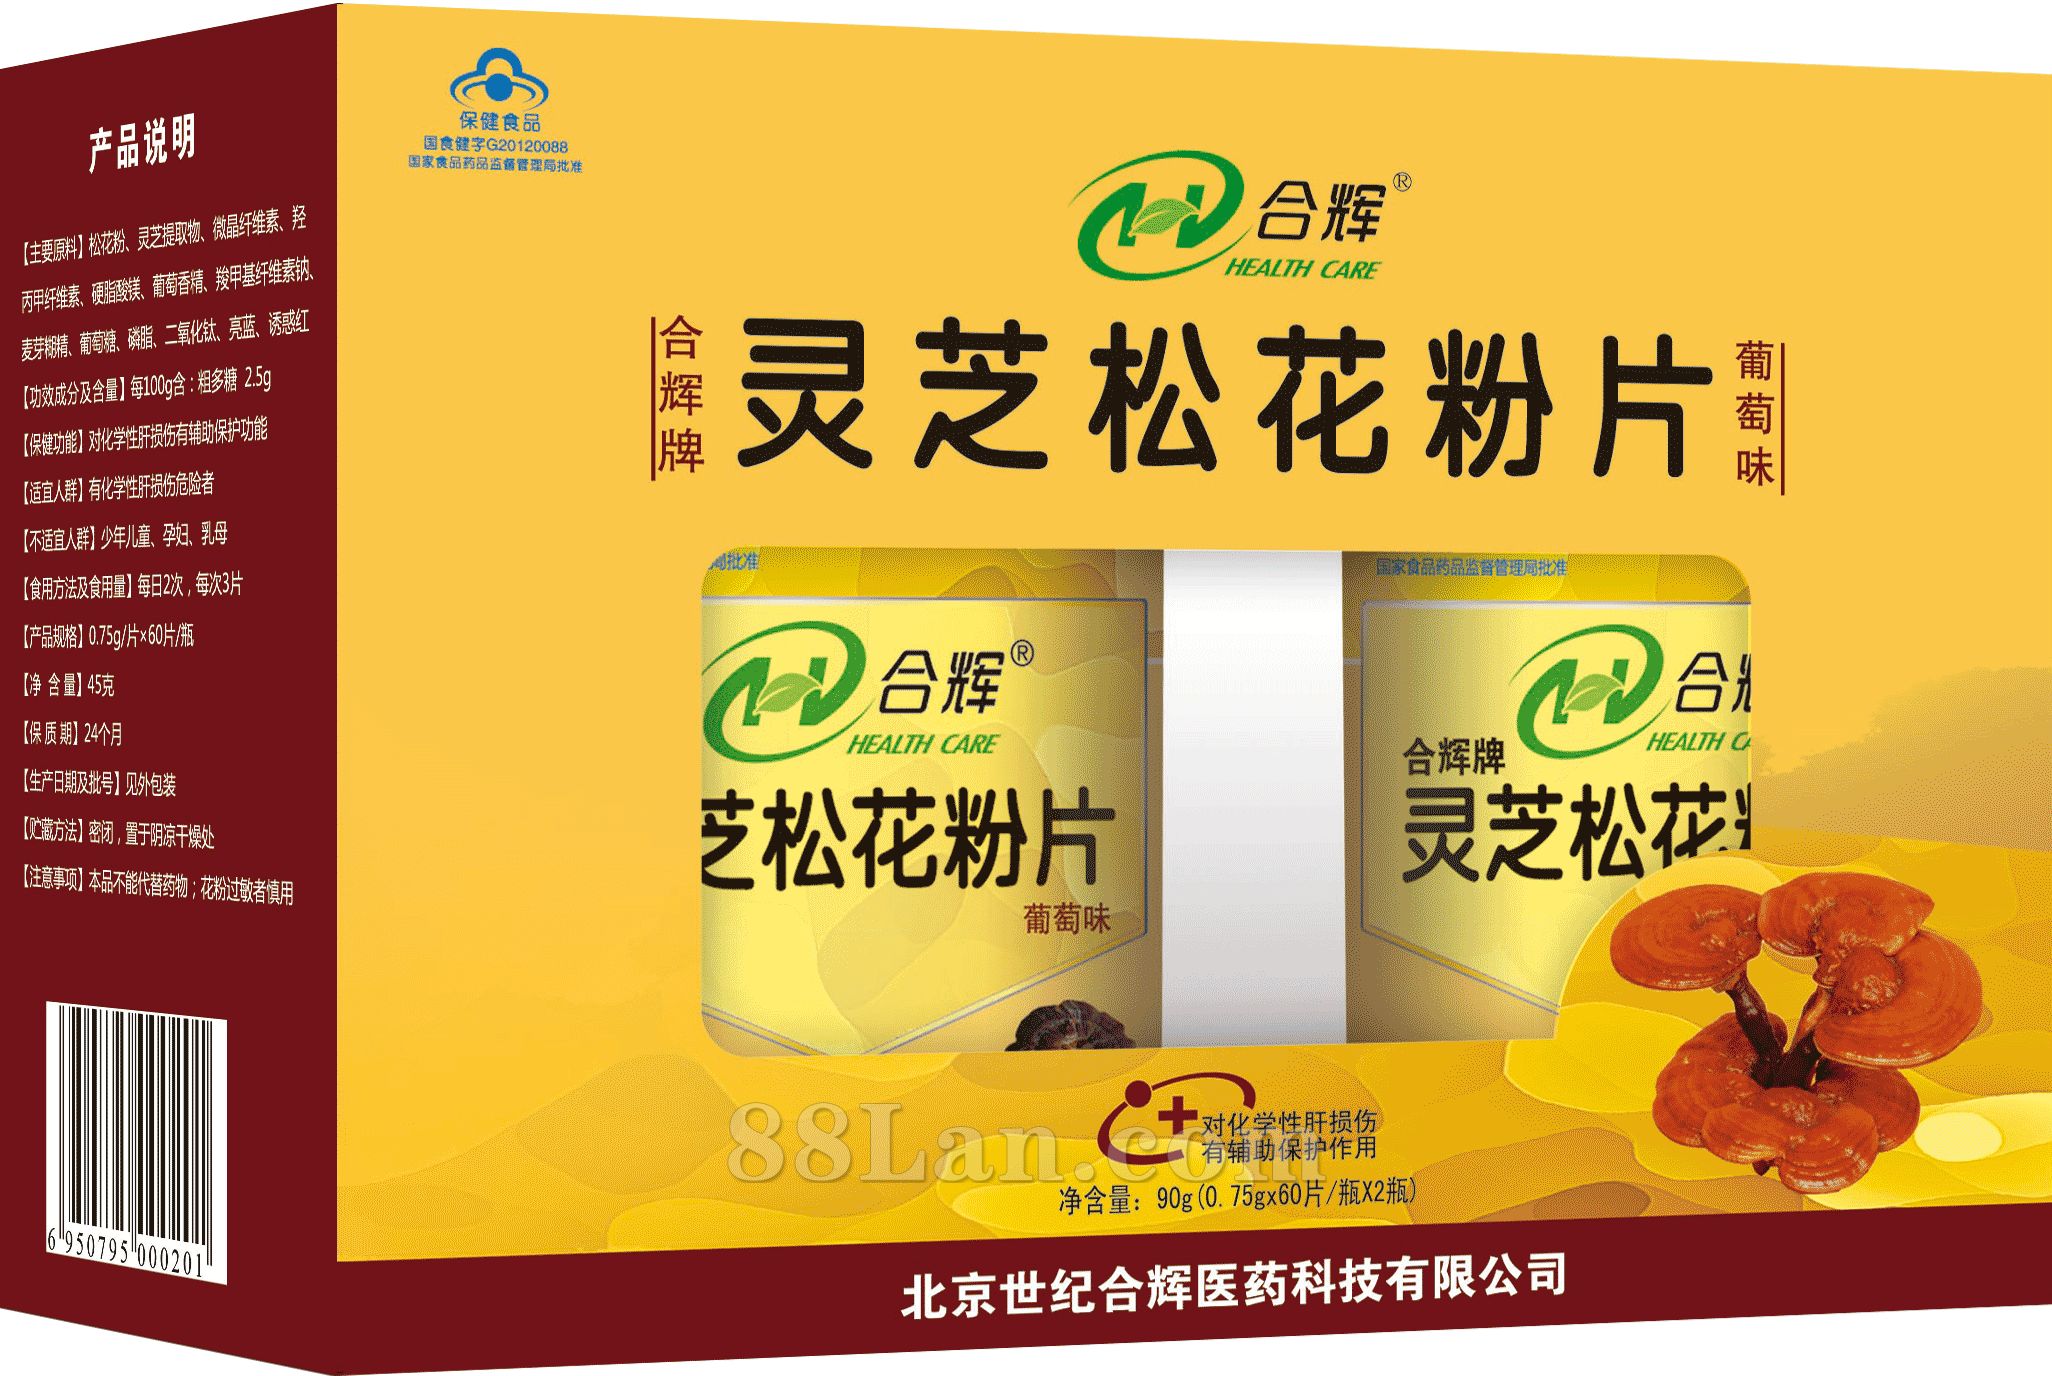 产品说明
【主要原料】松花粉、灵芝提取物、微晶纤维素、羟
丙甲纤维素、硬脂酸镁、葡萄香精、羧甲基纤维素钠、
麦芽糊精、葡萄糖、磷脂、二氧化钛、亮蓝、诱惑红
【功效成分及含量】每100g含：粗多糖 2.5g
【保健功能】对化学性肝损伤有辅助保护功能
【适宜人群】有化学性肝损伤危险者
【不适宜人群】少年儿童、孕妇、乳母
【食用方法及食用量】每日2次，每次3片
【产品规格】0.75g/片×60片/瓶
【净 含 量】45克
【保 质 期】24个月
【生产日期及批号】见外包装
【贮藏方法】密闭，置于阴凉干燥处
【注意事项】本品不能代替药物；花粉过敏者慎用
6 950795 000201
保健食品
国食健字G20120088
国家食品药品监督管理局批准
合辉®
HEALTH CARE
合辉牌
灵芝松花粉片
葡萄味
局批准
合辉®
HEALTH CARE
芝松花粉片
葡萄味
国家食品药品监督管理局批准
合
HEALTH CA
合辉牌
灵芝松花
对化学性肝损伤
有辅助保护作用
88Lan.com
净含量：90g(0.75gx60片/瓶X2瓶)
北京世纪合辉医药科技有限公司